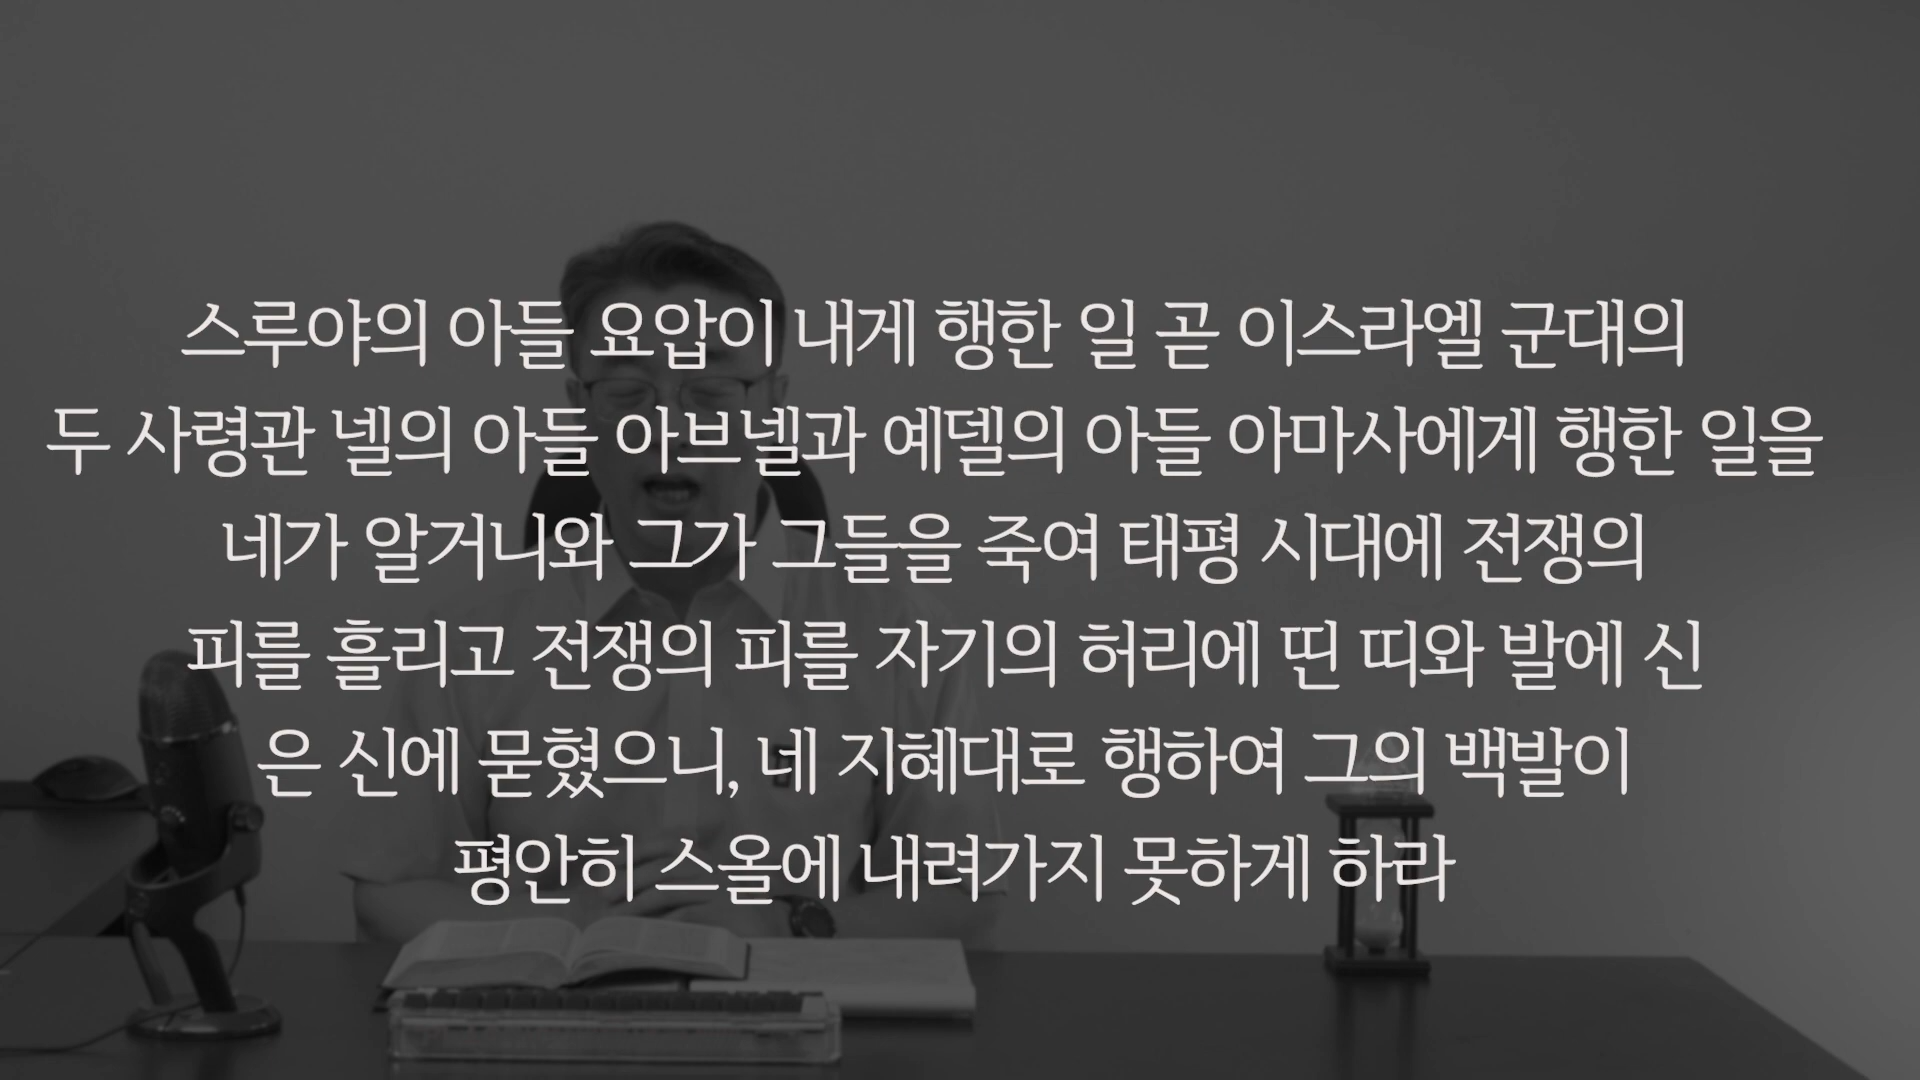 스루야의 아들 요압이 내게 행한 일 곧 이스라엘 군대의
두 사령관 넬의 아들 아브넬과 예델의 아들 아마사에게 행한 일을
네가 알거니와 그가 그들을 죽여 태평 시대에 전쟁의
피를 흘리고 전쟁의 피를 자기의 허리에 띤 띠와 발에 신
은 신에 묻혔으니, 네 지혜대로 행하여 그의 백발이
평안히 스올에 내려가지 못하게 하라